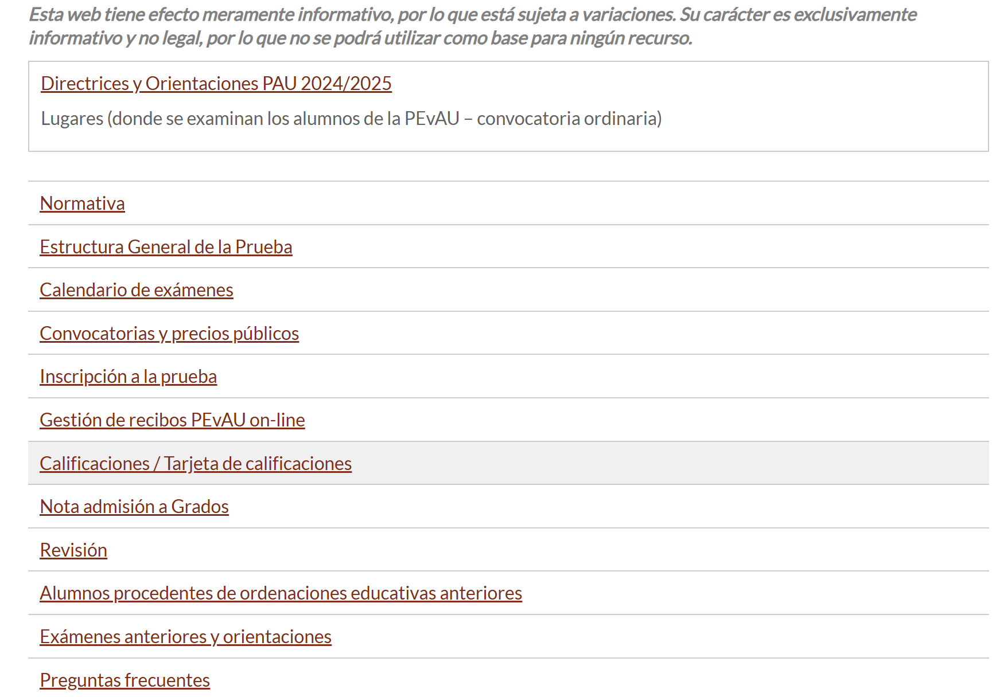 Esta web tiene efecto meramente informativo, por lo que está sujeta a variaciones. Su carácter es exclusivamente
informativo y no legal, por lo que no se podrá utilizar como base para ningún recurso.
Directrices y Orientaciones PAU 2024/2025
Lugares (donde se examinan los alumnos de la PEvAU – convocatoria ordinaria)
Normativa
Estructura General de la Prueba
Calendario de exámenes
Convocatorias y precios públicos
Inscripción a la prueba
Gestión de recibos PEvAU on-line
Calificaciones / Tarjeta de calificaciones
Nota admisión a Grados
Revisión
Alumnos procedentes de ordenaciones educativas anteriores
Exámenes anteriores y orientaciones
Preguntas frecuentes